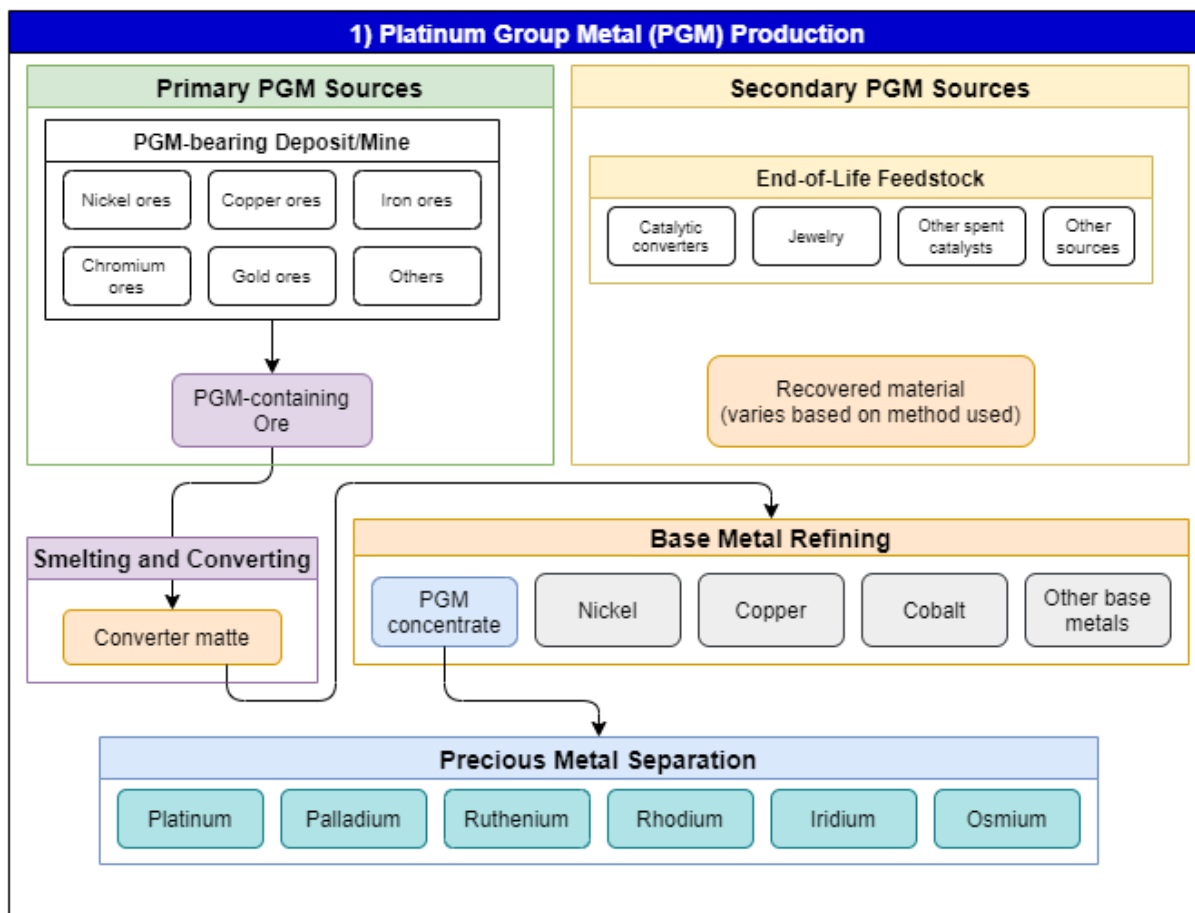 1) Platinum Group Metal (PGM) Production
Primary PGM Sources
PGM-bearing Deposit/Mine
Nickel ores
Copper ores
Iron ores
Chromium
ores
Gold ores
Others
PGM-containing
Ore
Secondary PGM Sources
End-of-Life Feedstock
Catalytic
converters
Jewelry
Other spent
catalysts
Other
sources
Recovered material
(varies based on method used)
Smelting and Converting
Converter matte
Base Metal Refining
PGM
concentrate
Nickel
Copper
Cobalt
Other base
metals
Precious Metal Separation
Platinum
Palladium
Ruthenium
Rhodium
Iridium
Osmium